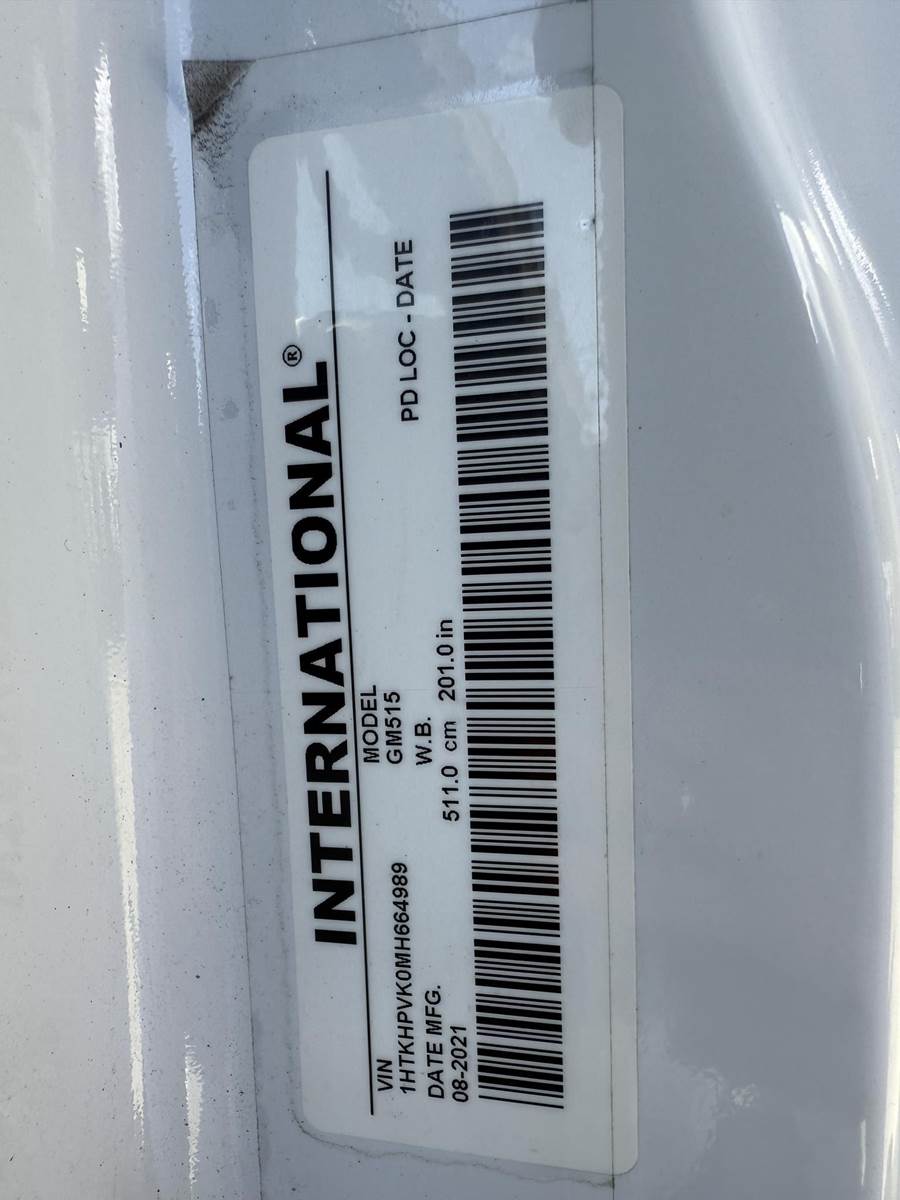 INTERNATIONAL®
VIN
1HTKHPVK0MH664989
MODEL
GM515
DATE MFG.
08-2021
W.B.
511.0 cm 201.0 in
PD LOC - DATE